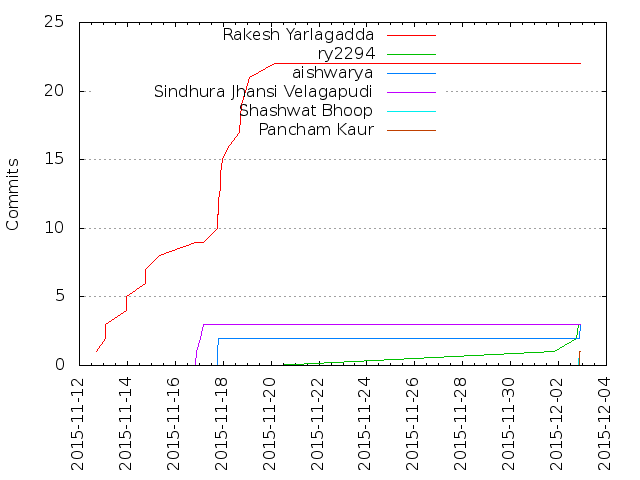 25
20
15
10
5
0
Commits
Rakesh Yarlagadda
ry2294
aishwarya
Sindhura Jhansi Velagapudi
Shashwat Bhoop
Pancham Kaur
2015-11-12
2015-11-14
2015-11-16
2015-11-18
2015-11-20
2015-11-22
2015-11-24
2015-11-26
2015-11-28
2015-11-30
2015-12-02
2015-12-04